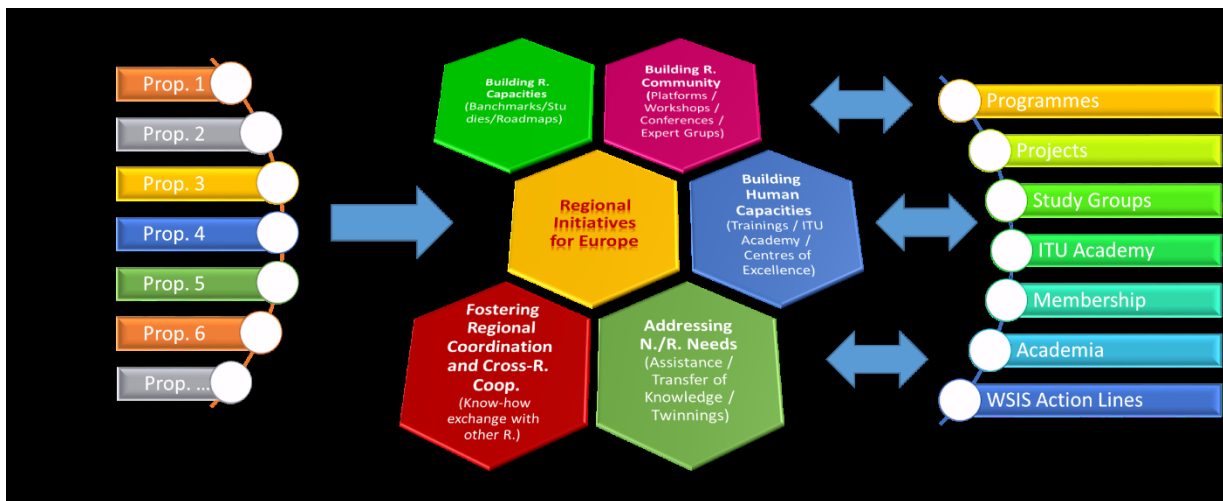 Prop. 1
Prop. 2
Prop. 3
Prop. 4
Prop. 5
Prop. 6
Prop. ...
Building R.
Capacities
(Banchmarks/Stu
dies/Roadmaps)
Building R.
Community
(Platforms /
Workshops /
Conferences /
Expert Grups)
Regional
Initiatives
for Europe
Building
Human
Capacities
(Trainings / ITU
Academy /
Centres of
Excellence)
Fostering
Regional
Coordination
and Cross-R.
Coop.
(Know-how
exchange with
other R.)
Addressing
N./R. Needs
(Assistance /
Transfer of
Knowledge /
Twinnings)
Programmes
Projects
Study Groups
ITU Academy
Membership
Academia
WSIS Action Lines